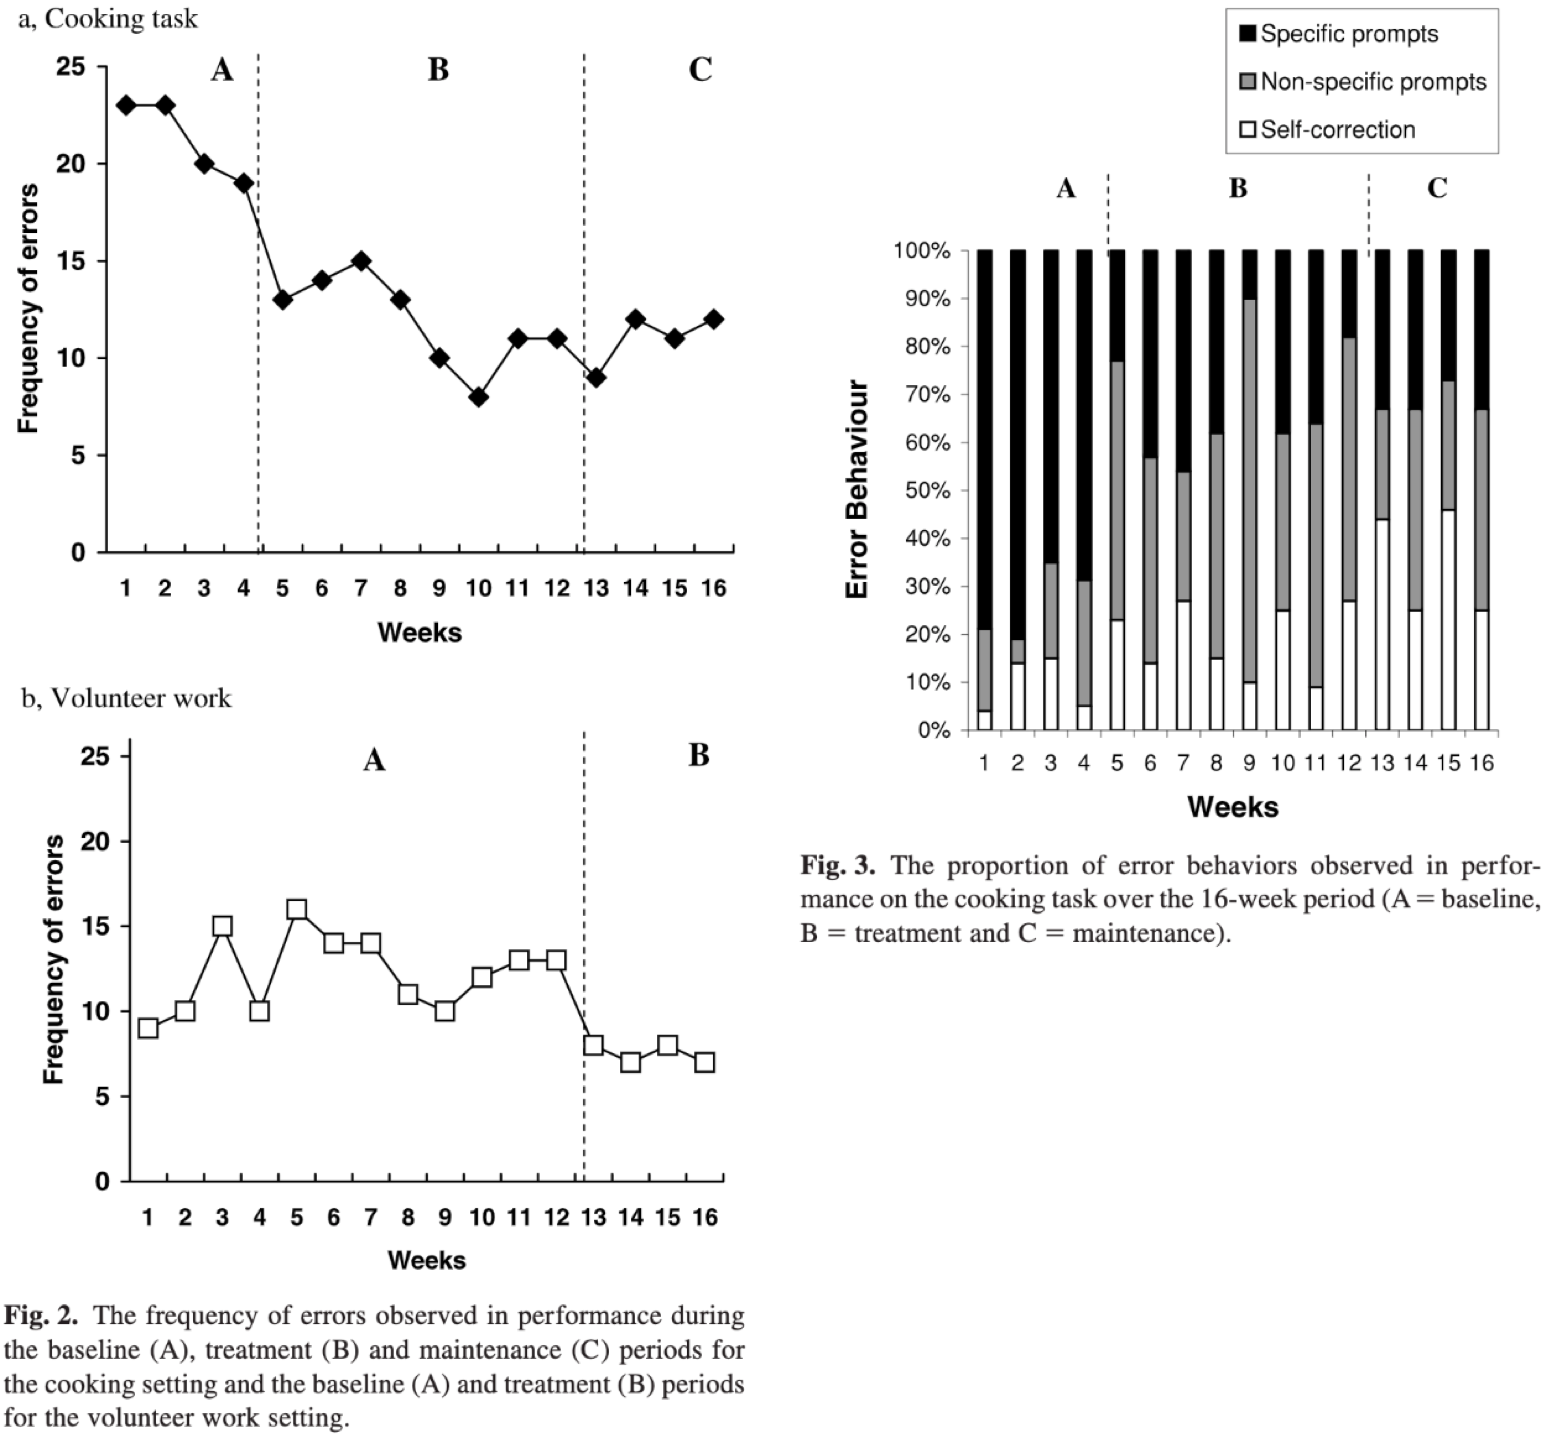 a, Cooking task
A B C
25
20
15
10
5
0
Frequency of errors
1 2 3 4 5 6 7 8 9 10 11 12 13 14 15 16
Weeks
b, Volunteer work
A B
25
20
15
10
5
0
Frequency of errors
1 2 3 4 5 6 7 8 9 10 11 12 13 14 15 16
Weeks
Fig. 2. The frequency of errors observed in performance during
the baseline (A), treatment (B) and maintenance (C) periods for
the cooking setting and the baseline (A) and treatment (B) periods
for the volunteer work setting.
Specific prompts
Non-specific prompts
Self-correction
A B C
100%
90%
80%
70%
60%
50%
40%
30%
20%
10%
0%
Error Behaviour
1 2 3 4 5 6 7 8 9 10 11 12 13 14 15 16
Weeks
Fig. 3. The proportion of error behaviors observed in perfor-
mance on the cooking task over the 16-week period (A = baseline,
B = treatment and C = maintenance).